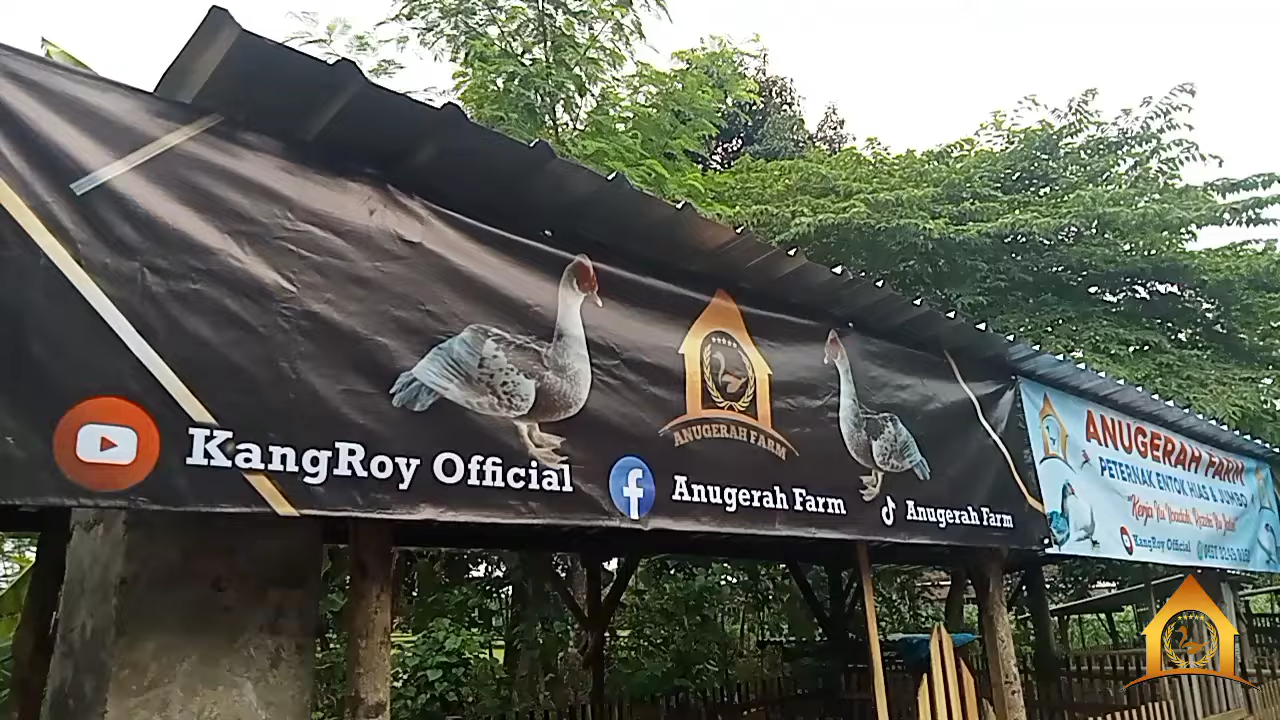 KangRoy Official
ANUGERAH FARM
Anugerah Farm
Anugerah Farm
ANUGERAH FARM
PETERNAK ENTOK HIAS & JUMBO
KangRoy Official